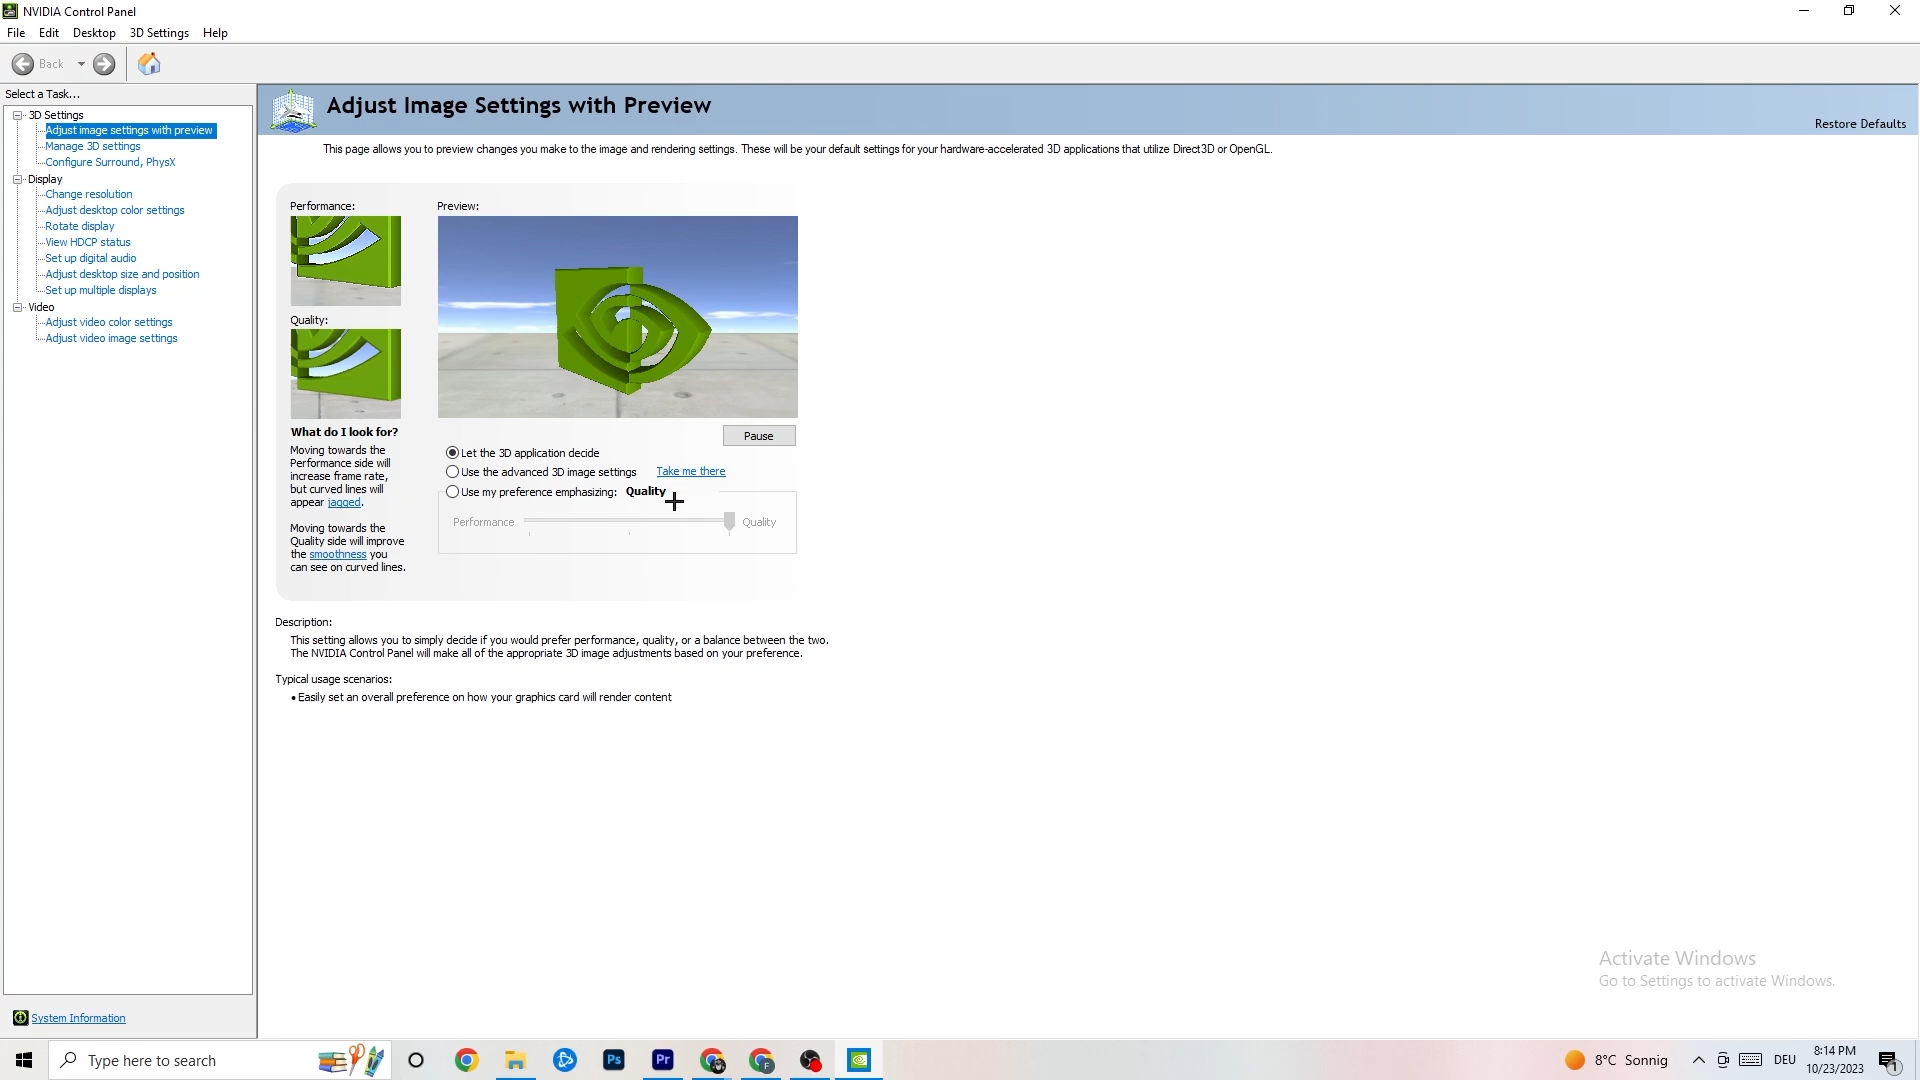 NVIDIA Control Panel
File Edit Desktop 3D Settings Help
Back
Select a Task...
3D Settings
Adjust image settings with preview
Manage 3D settings
Configure Surround, PhysX
Display
Change resolution
Adjust desktop color settings
Rotate display
View HDCP status
Set up digital audio
Adjust desktop size and position
Set up multiple displays
Video
Adjust video color settings
Adjust video image settings
System Information
Adjust Image Settings with Preview
Restore Defaults
This page allows you to preview changes you make to the image and rendering settings. These will be your default settings for your hardware-accelerated 3D applications that utilize Direct3D or OpenGL.
Performance:
Quality:
What do I look for?
Moving towards the
Performance side will
increase frame rate,
but curved lines will
appear jagged.
Moving towards the
Quality side will improve
the smoothness you
can see on curved lines.
Preview:
Pause
Let the 3D application decide
Use the advanced 3D image settings Take me there
Use my preference emphasizing: Quality
Performance Quality
Description:
This setting allows you to simply decide if you would prefer performance, quality, or a balance between the two.
The NVIDIA Control Panel will make all of the appropriate 3D image adjustments based on your preference.
Typical usage scenarios:
• Easily set an overall preference on how your graphics card will render content
Activate Windows
Go to Settings to activate Windows.
Type here to search
Ps
Pr
F
8°C Sonnig
DEU
8:14 PM
10/23/2023
1